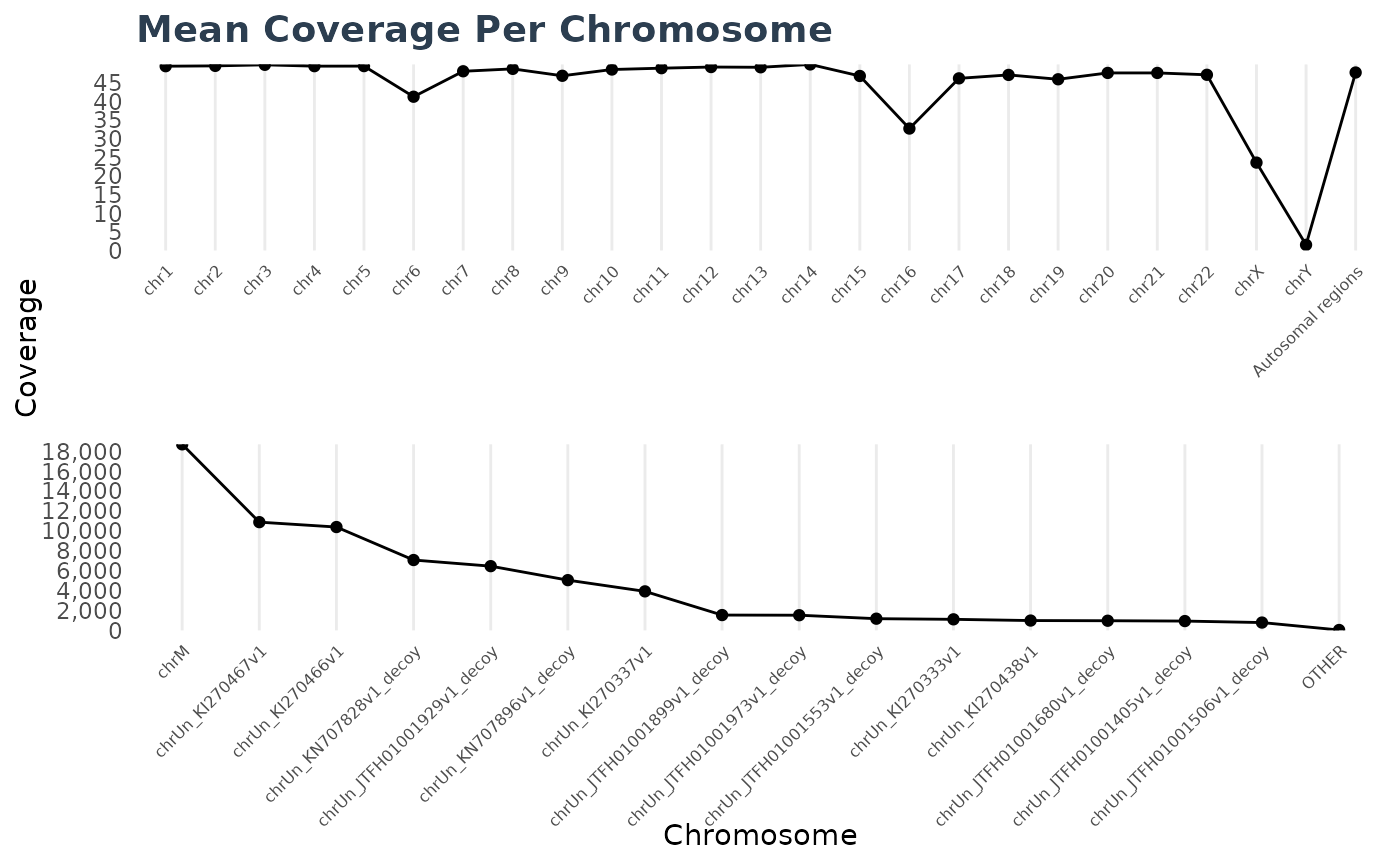 Mean Coverage Per Chromosome
45
40
35
30
25
20
15
10
5
0
chr1
chr2
chr3
chr4
chr5
chr6
chr7
chr8
chr9
chr10
chr11
chr12
chr13
chr14
chr15
chr16
chr17
chr18
chr19
chr20
chr21
chr22
chrX
chrY
Autosomal regions
Coverage
18,000
16,000
14,000
12,000
10,000
8,000
6,000
4,000
2,000
0
chrM
chrUn_KI270467v1
chrUn_KI270466v1
chrUn_KN707828v1_decoy
chrUn_JTFH01001929v1_decoy
chrUn_KN707896v1_decoy
chrUn_KI270337v1
chrUn_JTFH01001899v1_decoy
chrUn_JTFH01001973v1_decoy
chrUn_JTFH01001553v1_decoy
chrUn_KI270333v1
chrUn_KI270438v1
chrUn_JTFH01001680v1_decoy
chrUn_JTFH01001405v1_decoy
chrUn_JTFH01001506v1_decoy
OTHER
Chromosome